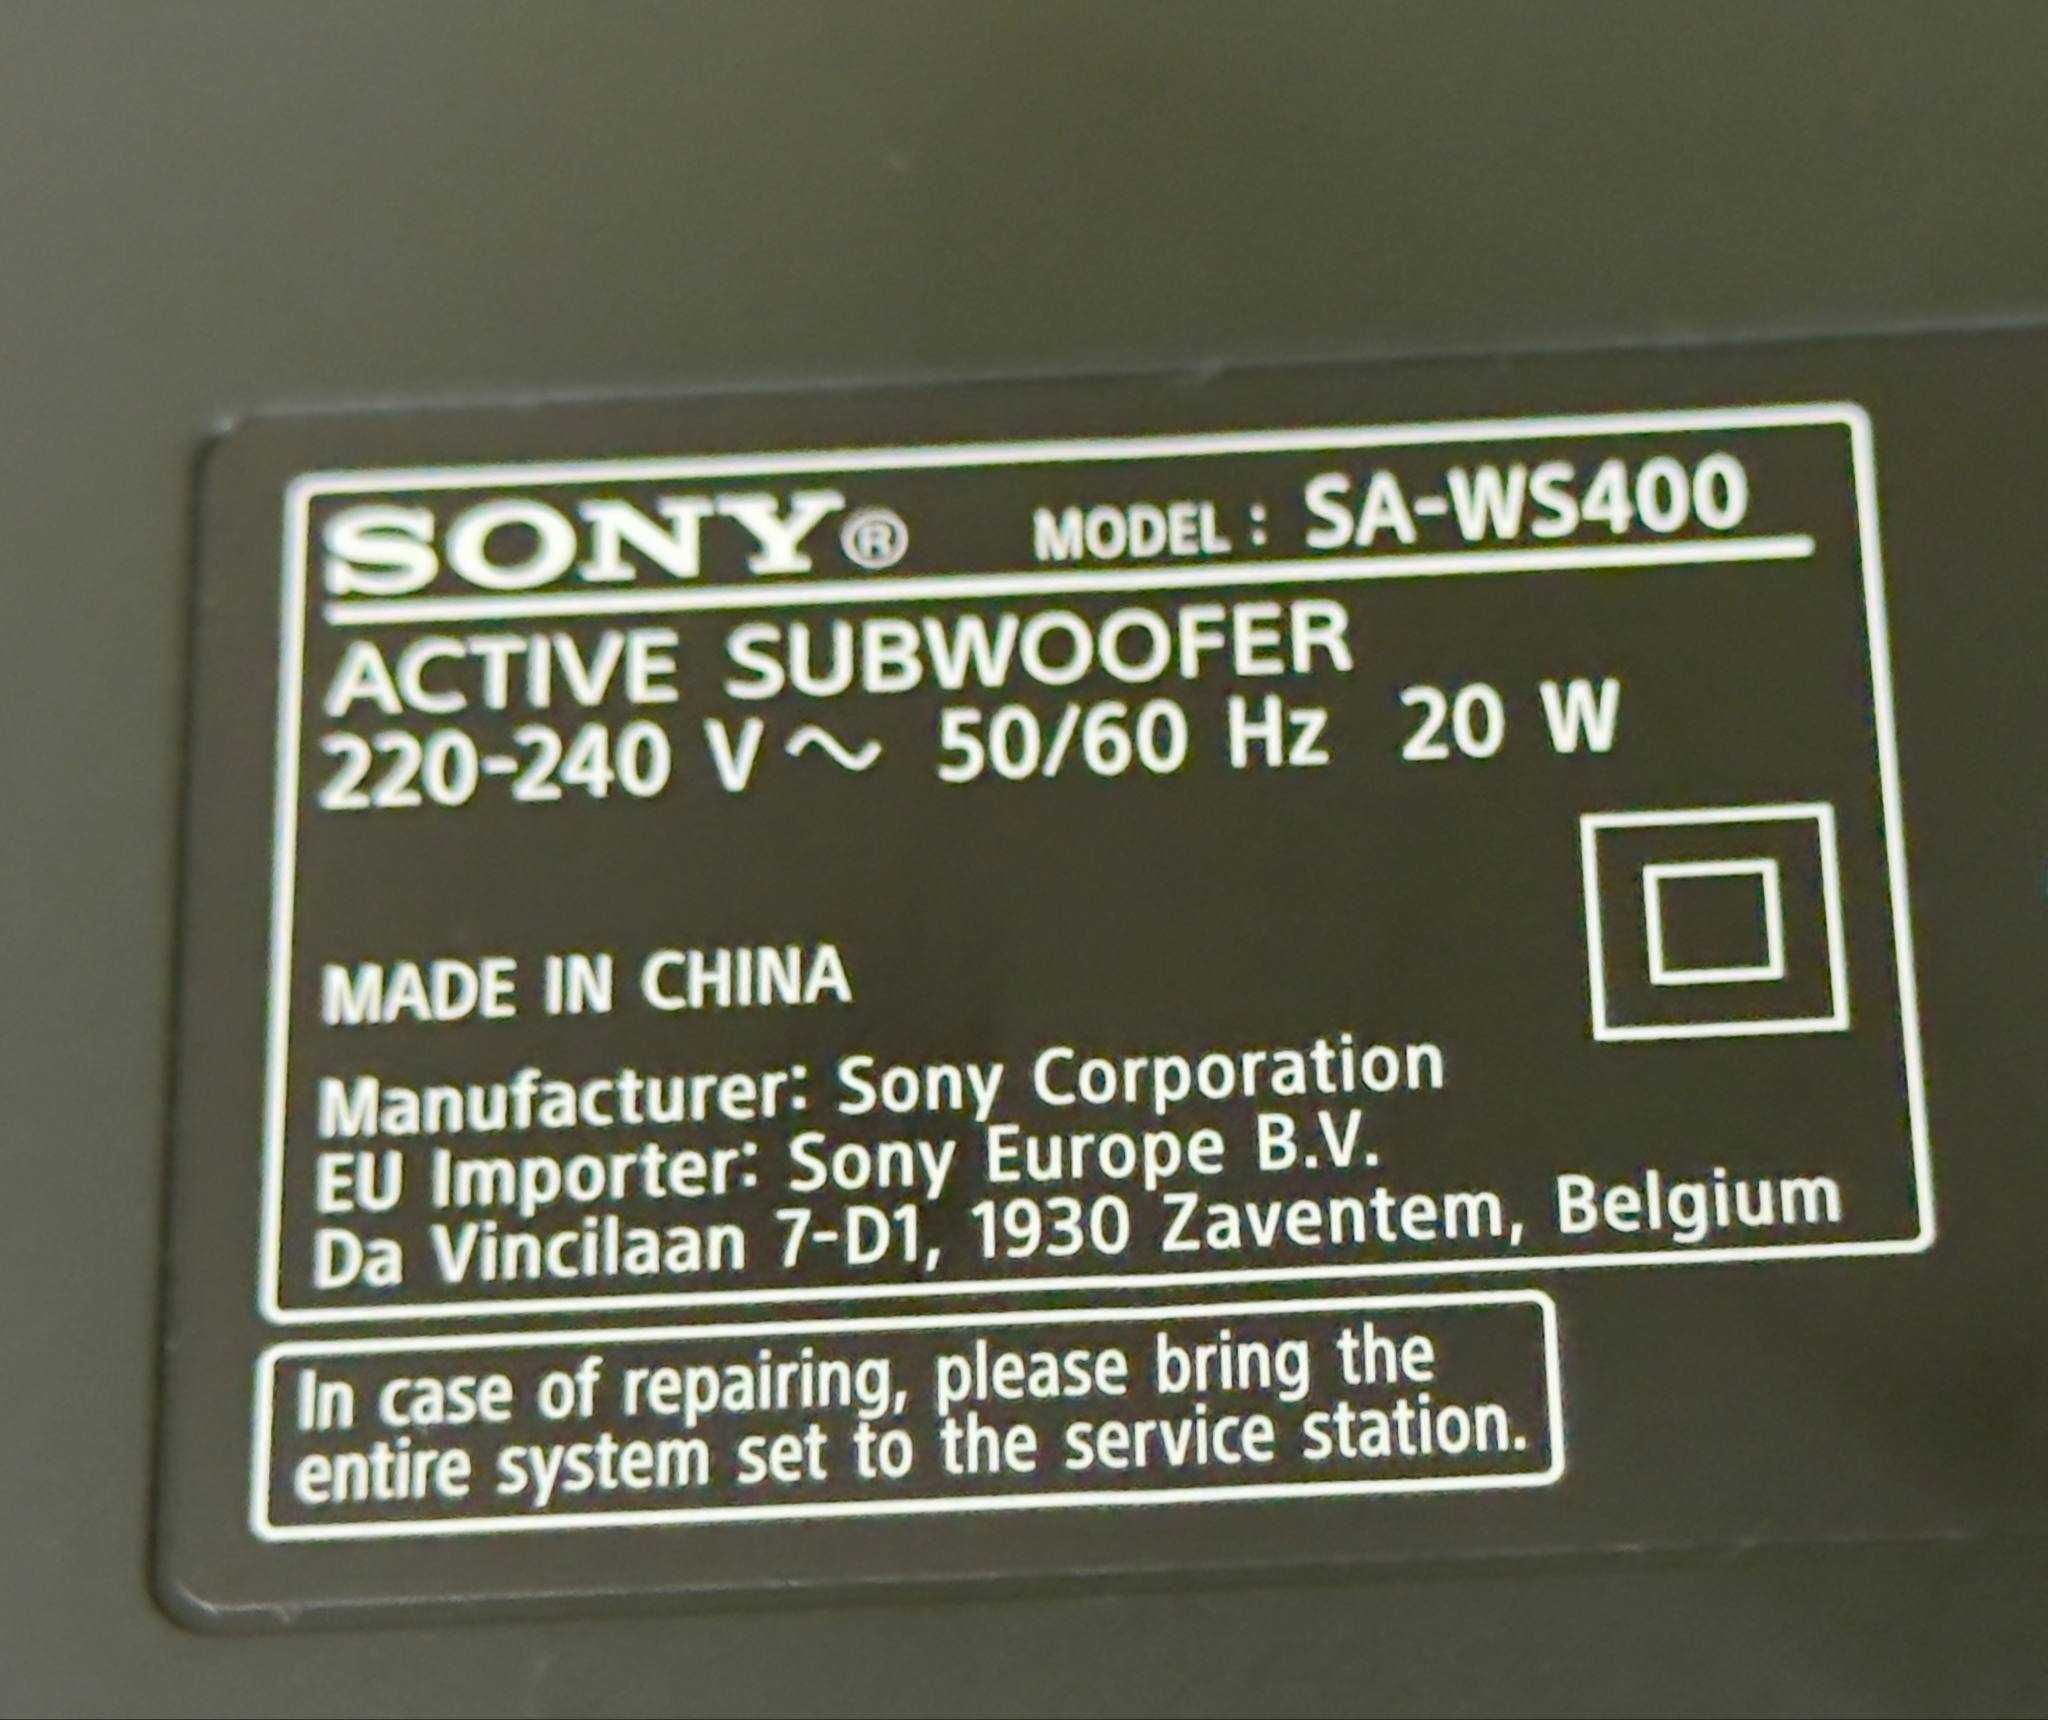 SONY® MODEL : SA-WS400
ACTIVE SUBWOOFER
220-240 V ~ 50/60 Hz 20 W
MADE IN CHINA
Manufacturer: Sony Corporation
EU Importer: Sony Europe B.V.
Da Vincilaan 7-D1, 1930 Zaventem, Belgium
In case of repairing, please bring the
entire system set to the service station.